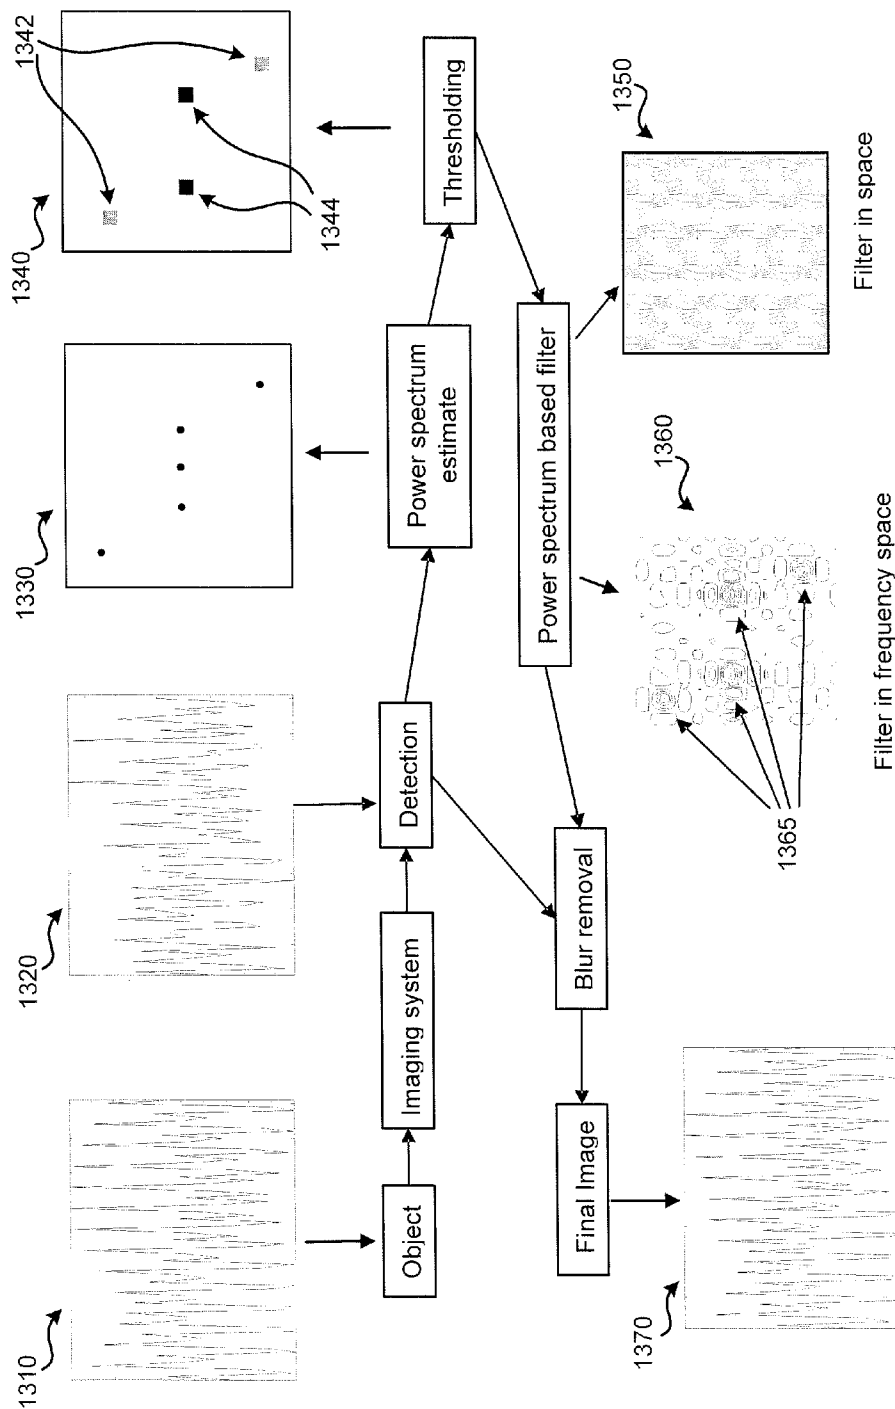 1310
1320
1330
1340
1342
1344
Object
Imaging system
Detection
Power spectrum
estimate
Thresholding
Final Image
Blur removal
Power spectrum based filter
1370
1365
1360
1350
Filter in frequency space
Filter in space